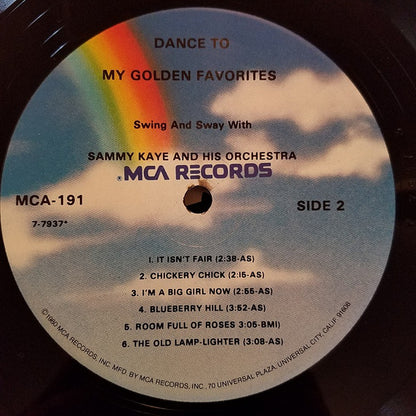 DANCE TO
MY GOLDEN FAVORITES
Swing And Sway With
SAMMY KAYE AND HIS ORCHESTRA
®MCA RECORDS
MCA-191
SIDE 2
7-7937*
1. IT ISN'T FAIR (2:38-AS)
2. CHICKERY CHICK (2:15-AS)
3. I'M A BIG GIRL NOW (2:55-AS)
4. BLUEBERRY HILL (3:52-AS)
5. ROOM FULL OF ROSES 3:05-BMI)
6. THE OLD LAMP-LIGHTER (3:08-AS)
©1960 MCA RECORDS, INC. MFD. BY MCA RECORDS, INC., 70 UNIVERSAL PLAZA, UNIVERSAL CITY, CALIF. 91608